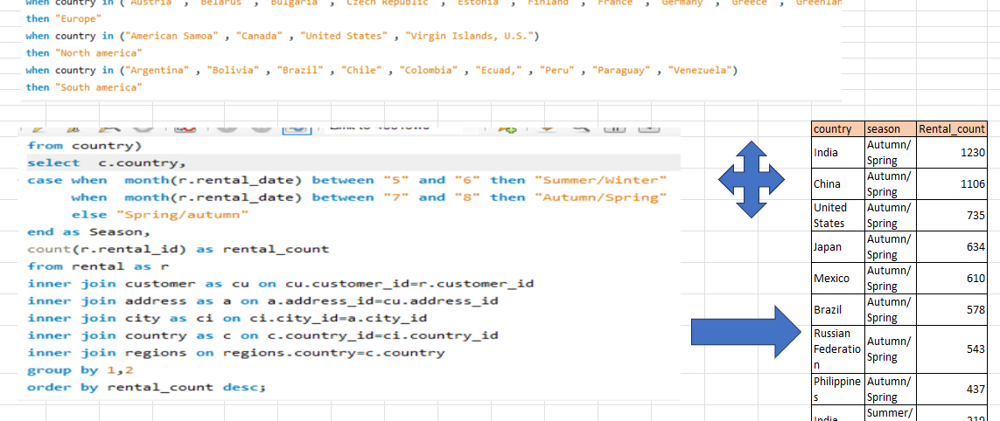 when country in ("Austria" , "Belarus" , "Bulgaria" , "Czech Republic" , "Estonia" , "Finland" , "France" , "Germany" , "Greece" , "Greenlan
then "Europe"
when country in ("American Samoa" , "Canada" , "United States" , "Virgin Islands, U.S.")
then "North america"
when country in ("Argentina" , "Bolivia" , "Brazil" , "Chile" , "Colombia" , "Ecuad," , "Peru" , "Paraguay" , "Venezuela")
then "South america"
from country)
select c.country,
case when month(r.rental_date) between "5" and "6" then "Summer/Winter"
when month(r.rental_date) between "7" and "8" then "Autumn/Spring"
else "Spring/autumn"
end as Season,
count(r.rental_id) as rental_count
from rental as r
inner join customer as cu on cu.customer_id=r.customer_id
inner join address as a on a.address_id=cu.address_id
inner join city as ci on ci.city_id=a.city_id
inner join country as c on c.country_id=ci.country_id
inner join regions on regions.country=c.country
group by 1,2
order by rental_count desc;
country season Rental_count
India Autumn/
Spring 1230
China Autumn/
Spring 1106
United Autumn/
States Spring 735
Japan Autumn/
Spring 634
Mexico Autumn/
Spring 610
Brazil Autumn/
Spring 578
Russian
Federatio Autumn/
n Spring 543
Philippine Autumn/
s Spring 437
India Summer/